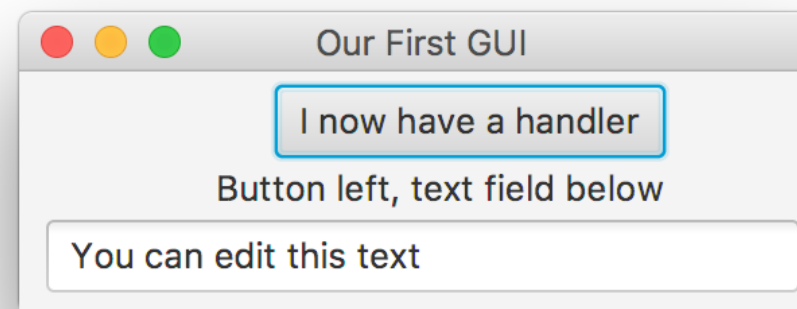 Our First GUI
I now have a handler
Button left, text field below
You can edit this text